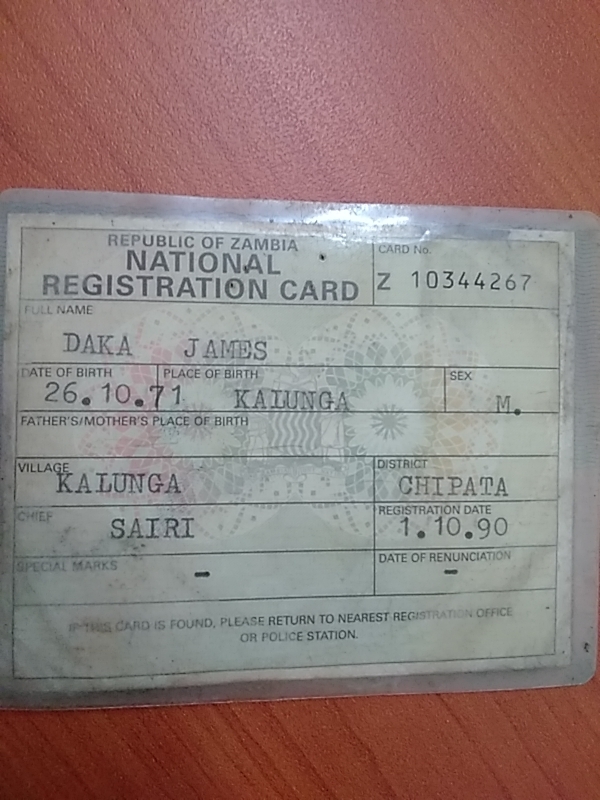 REPUBLIC OF ZAMBIA
NATIONAL
REGISTRATION CARD
CARD No.
Z 10344267
FULL NAME
DAKA JAMES
DATE OF BIRTH
26.10.71
PLACE OF BIRTH
KALUNGA
SEX
M.
FATHER'S/MOTHER'S PLACE OF BIRTH
VILLAGE
KALUNGA
DISTRICT
CHIPATA
CHIEF
SAIRI
REGISTRATION DATE
1.10.90
SPECIAL MARKS
-
DATE OF RENUNCIATION
-
IF THIS CARD IS FOUND, PLEASE RETURN TO NEAREST REGISTRATION OFFICE
OR POLICE STATION.